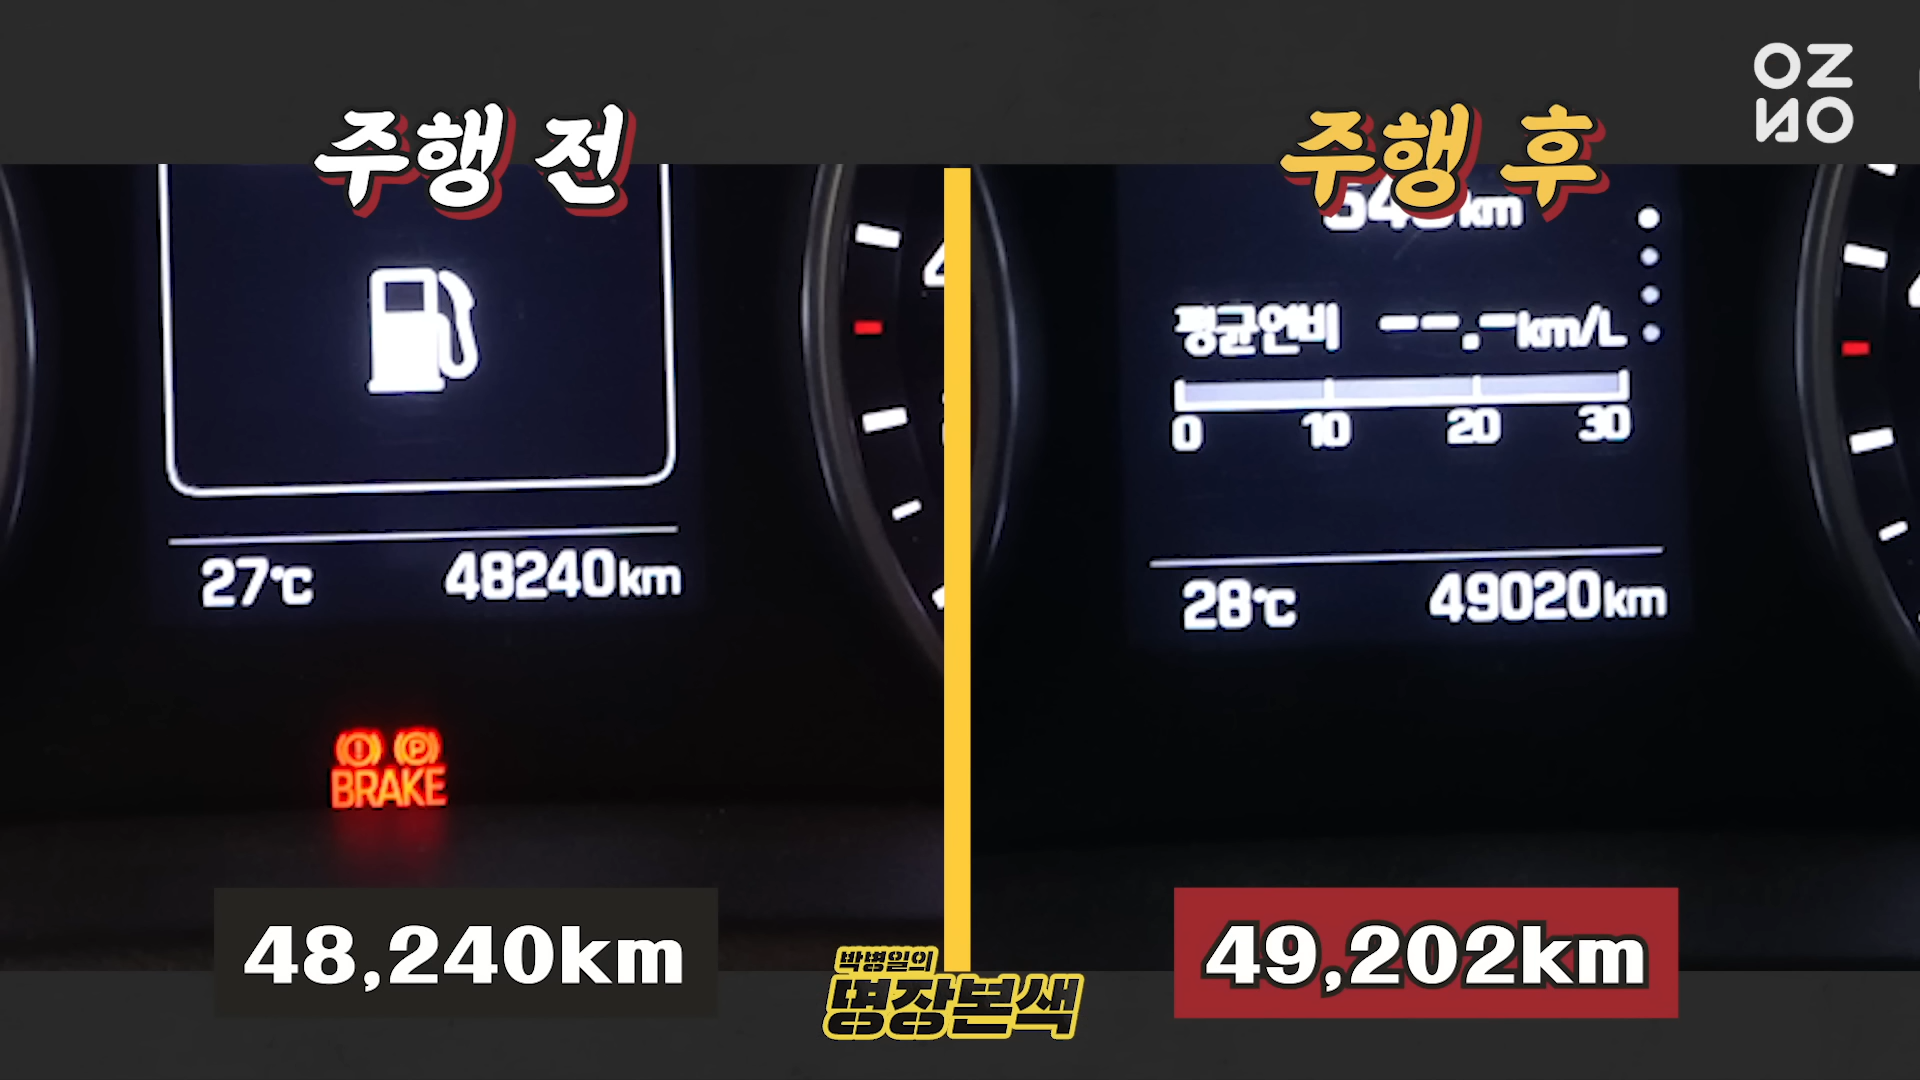 OZ
NO
주행 전
주행 후
km
평균연비 --.-km/L
0 10 20 30
27℃ 48240km
28℃ 49020km
BRAKE
48,240km
49,202km
박병일의
명장본색